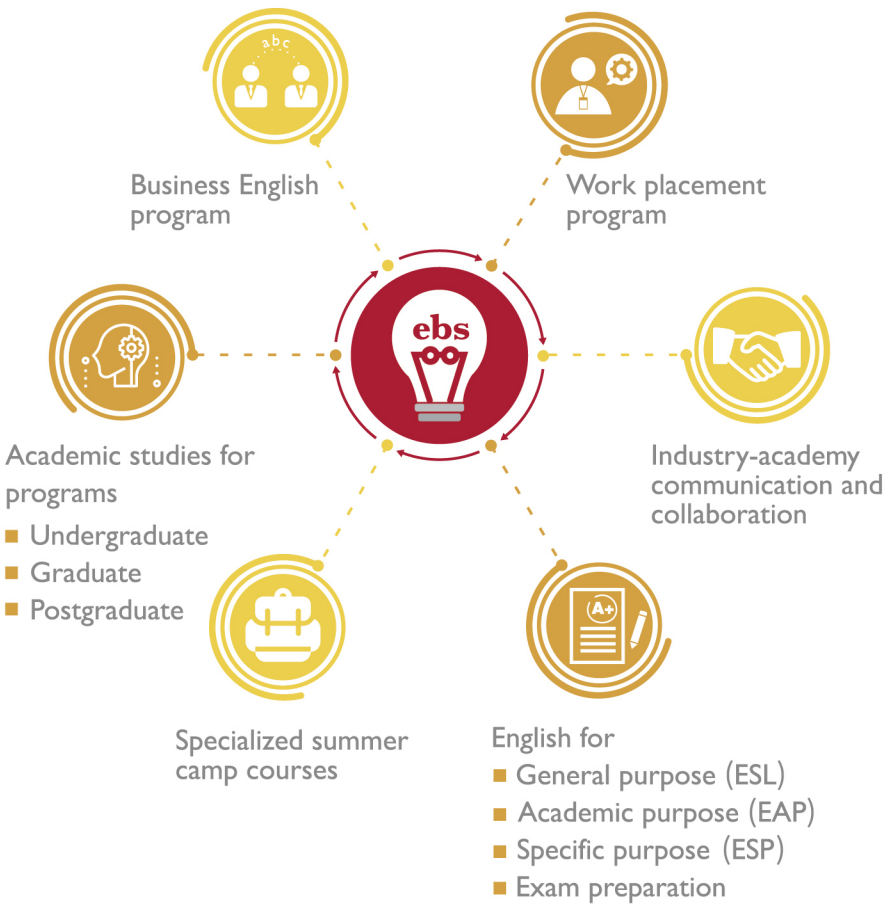 abc
Business English
program
Work placement
program
ebs
Academic studies for
programs
Undergraduate
Graduate
Postgraduate
Industry-academy
communication and
collaboration
Specialized summer
camp courses
A+
English for
General purpose (ESL)
Academic purpose (EAP)
Specific purpose (ESP)
Exam preparation